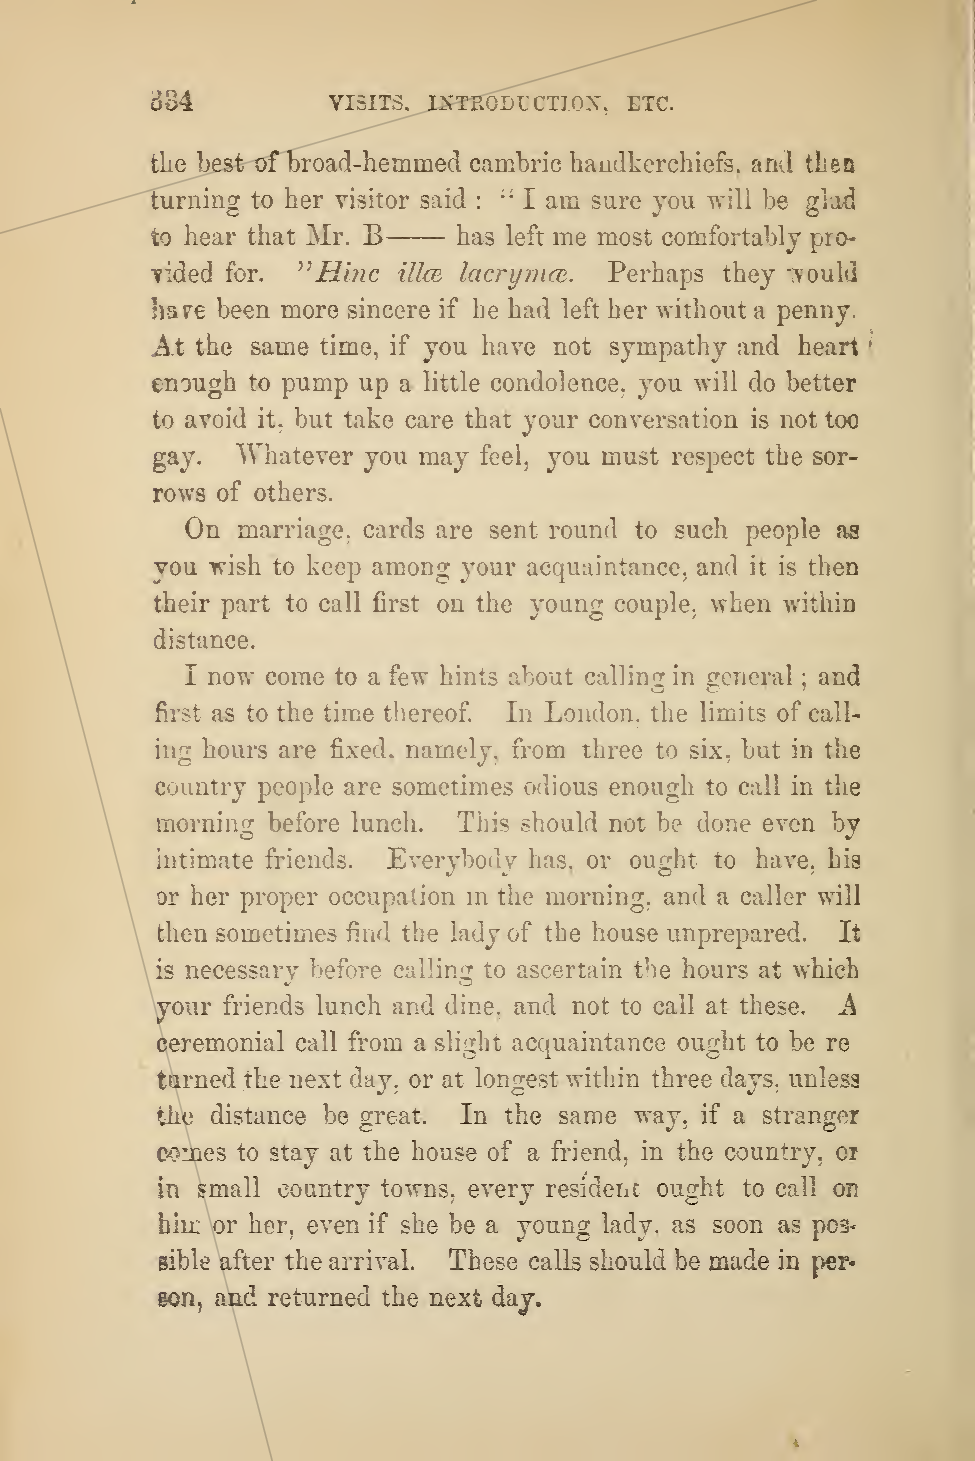 334 VISITS, INTRODUCTION, ETC.
the best of broad-hemmed cambric handkerchiefs, and then
turning to her visitor said : “ I am sure you will be glad
to hear that Mr. B—— has left me most comfortably pro-
vided for. ”Hinc illæ lacrymæ. Perhaps they would
have been more sincere if he had left her without a penny.
At the same time, if you have not sympathy and heart
enough to pump up a little condolence, you will do better
to avoid it, but take care that your conversation is not too
gay. Whatever you may feel, you must respect the sor-
rows of others.
On marriage, cards are sent round to such people as
you wish to keep among your acquaintance, and it is then
their part to call first on the young couple, when within
distance.
I now come to a few hints about calling in general ; and
first as to the time thereof. In London, the limits of call-
ing hours are fixed, namely, from three to six, but in the
country people are sometimes odious enough to call in the
morning before lunch. This should not be done even by
intimate friends. Everybody has, or ought to have, his
or her proper occupation in the morning, and a caller will
then sometimes find the lady of the house unprepared. It
is necessary before calling to ascertain the hours at which
your friends lunch and dine, and not to call at these. A
ceremonial call from a slight acquaintance ought to be re
turned the next day, or at longest within three days, unless
the distance be great. In the same way, if a stranger
comes to stay at the house of a friend, in the country, or
in small country towns, every resident ought to call on
him or her, even if she be a young lady, as soon as pos-
sible after the arrival. These calls should be made in per-
son, and returned the next day.